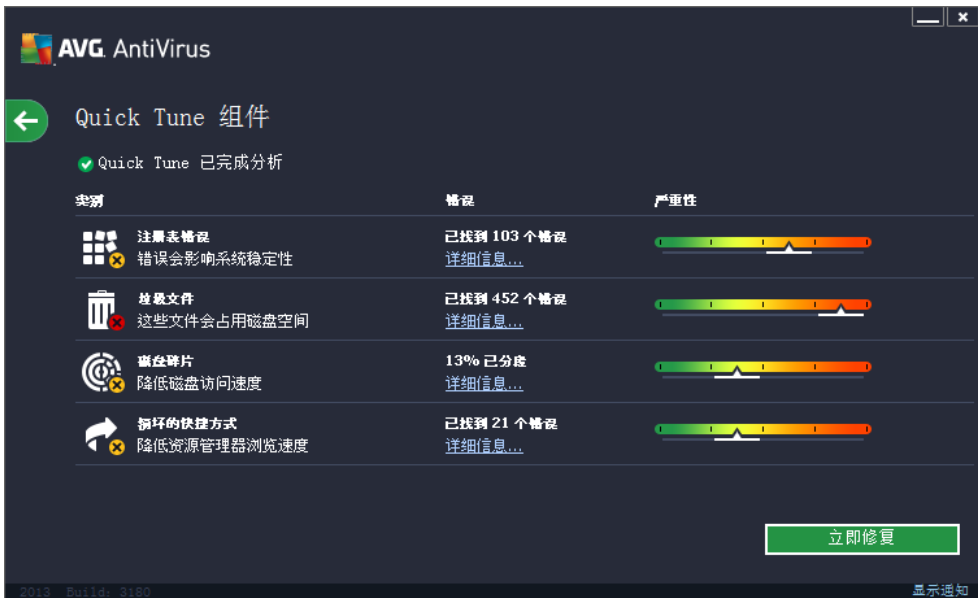 AVG. AntiVirus
Quick Tune 组件
Quick Tune 已完成分析
类别 错误 严重性
注册表错误 已找到 103 个错误
错误会影响系统稳定性 详细信息...
垃圾文件 已找到 452 个错误
这些文件会占用磁盘空间 详细信息...
磁盘碎片 13% 已分段
降低磁盘访问速度 详细信息...
损坏的快捷方式 已找到 21 个错误
降低资源管理器浏览速度 详细信息...
立即修复
2013 Build: 3180 显示通知